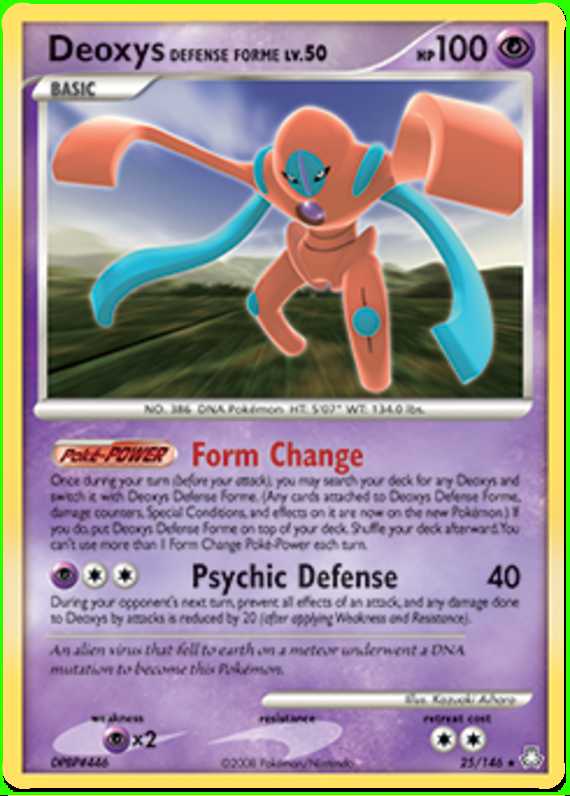 Deoxys DEFENSE FORME LV.50 HP 100
BASIC
NO. 386 DNA Pokémon HT: 5'07" WT: 134.0 lbs.
Poké-POWER Form Change
Once during your turn (before your attack), you may search your deck for any Deoxys and
switch it with Deoxys Defense Forme. (Any cards attached to Deoxys Defense Forme,
damage counters, Special Conditions, and effects on it are now on the new Pokémon.) If
you do, put Deoxys Defense Forme on top of your deck. Shuffle your deck afterward. You
can't use more than 1 Form Change Poké-Power each turn.
Psychic Defense 40
During your opponent's next turn, prevent all effects of an attack, and any damage done
to Deoxys by attacks is reduced by 20 (after applying Weakness and Resistance).
An alien virus that fell to earth on a meteor underwent a DNA
mutation to become this Pokémon.
Illus. Kazuaki Aihara
weakness resistance retreat cost
x2
DPBP#446 ©2008 Pokémon/Nintendo 25/146 ★